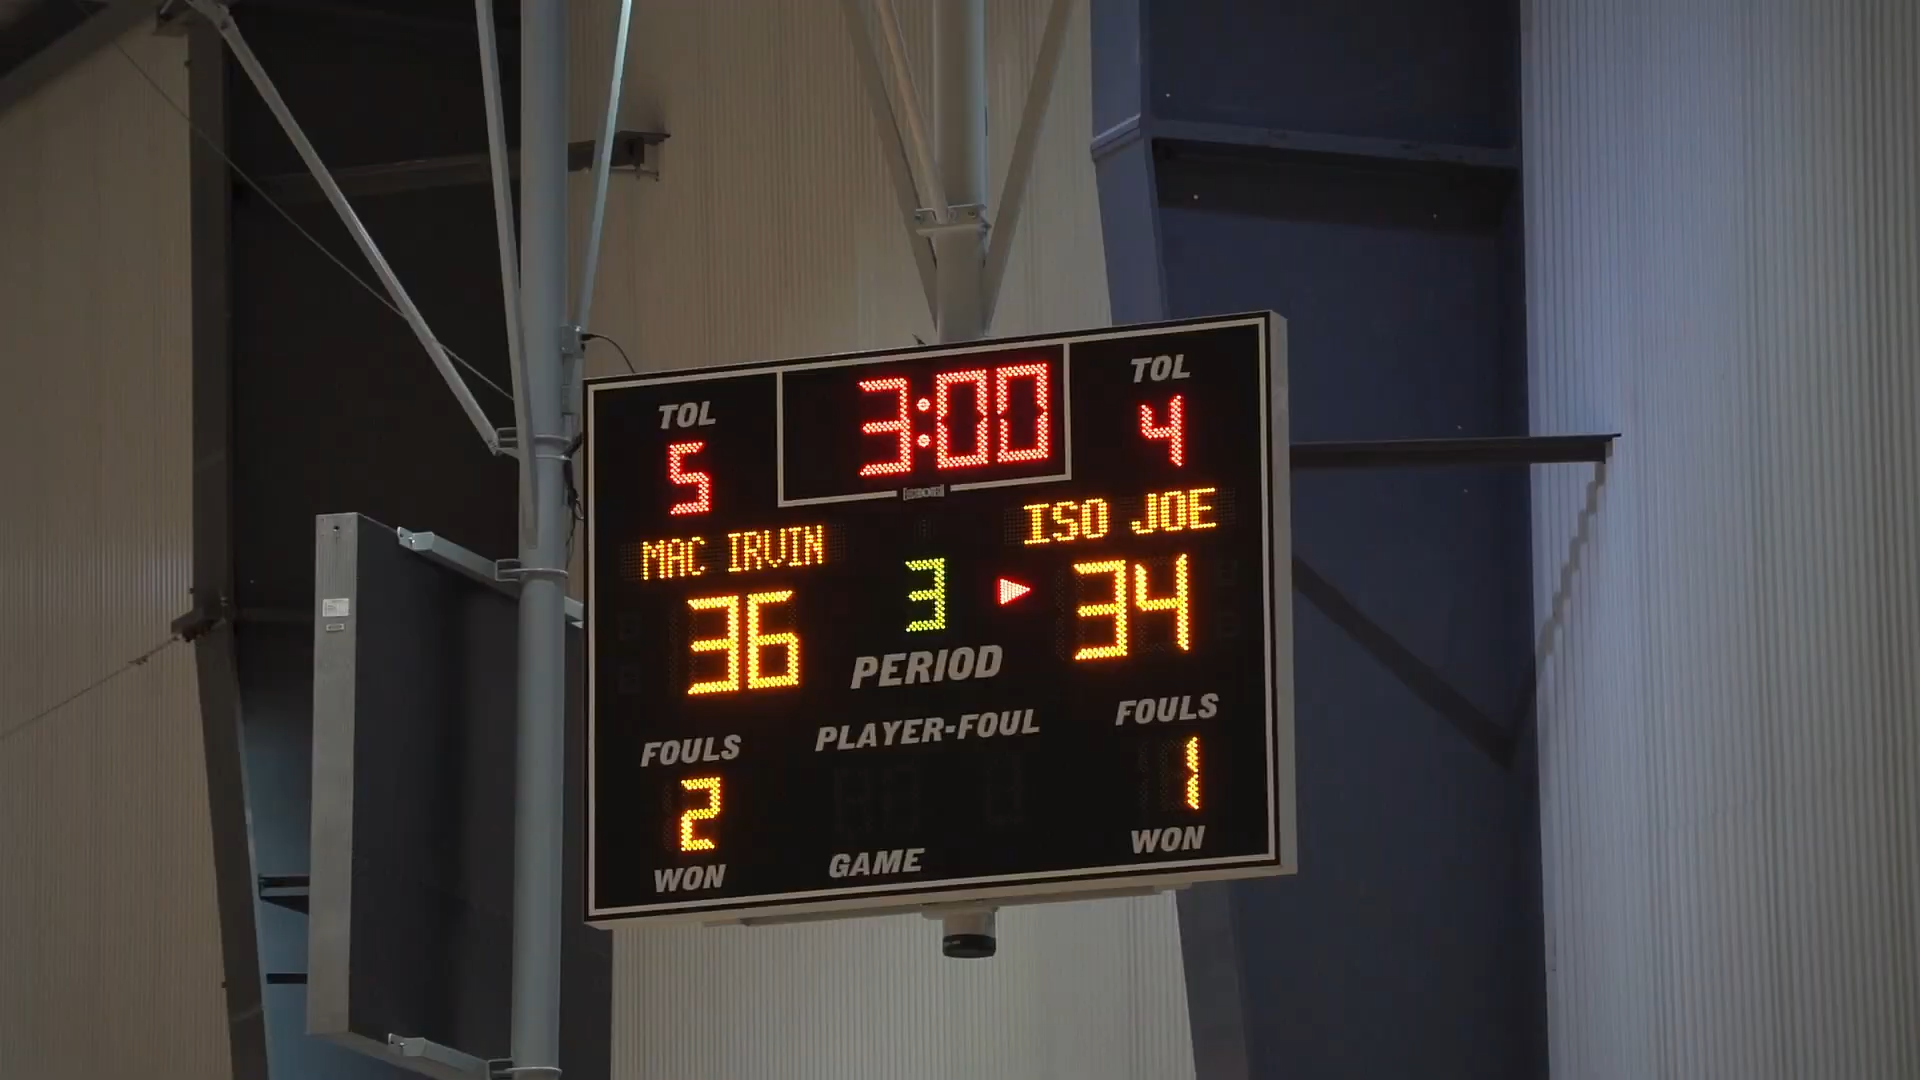 TOL
3:00
TOL
5
4
MAC IRVIN
ISO JOE
36
3
34
PERIOD
FOULS
PLAYER-FOUL
FOULS
2
1
WON
GAME
WON